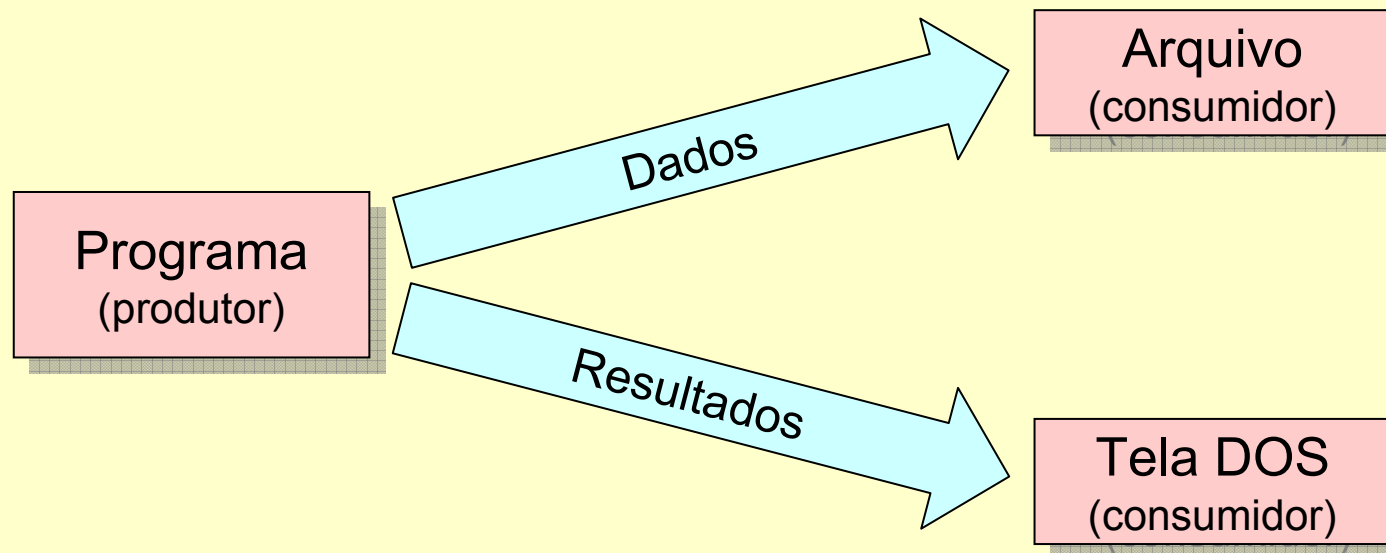 Arquivo
(consumidor)
Dados
Programa
(produtor)
Resultados
Tela DOS
(consumidor)